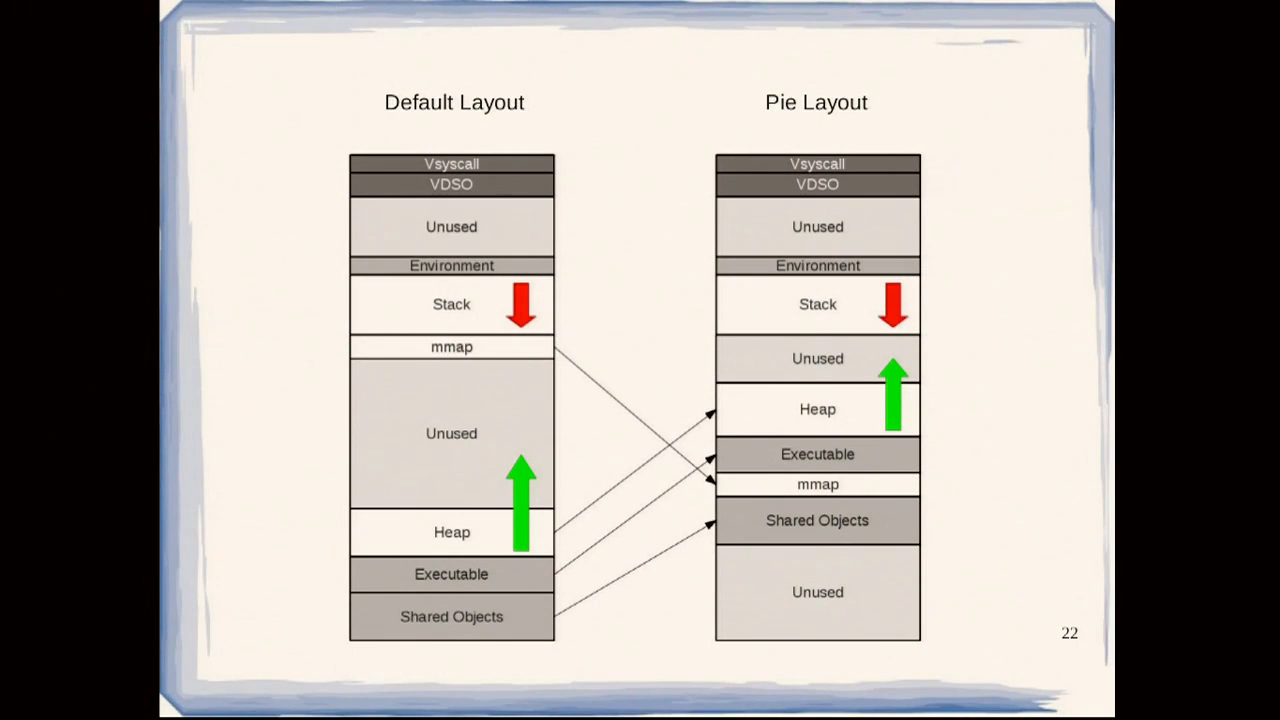 Default Layout
Vsyscall
VDSO
Unused
Environment
Stack
mmap
Unused
Heap
Executable
Shared Objects
Pie Layout
Vsyscall
VDSO
Unused
Environment
Stack
Unused
Heap
Executable
mmap
Shared Objects
Unused
22